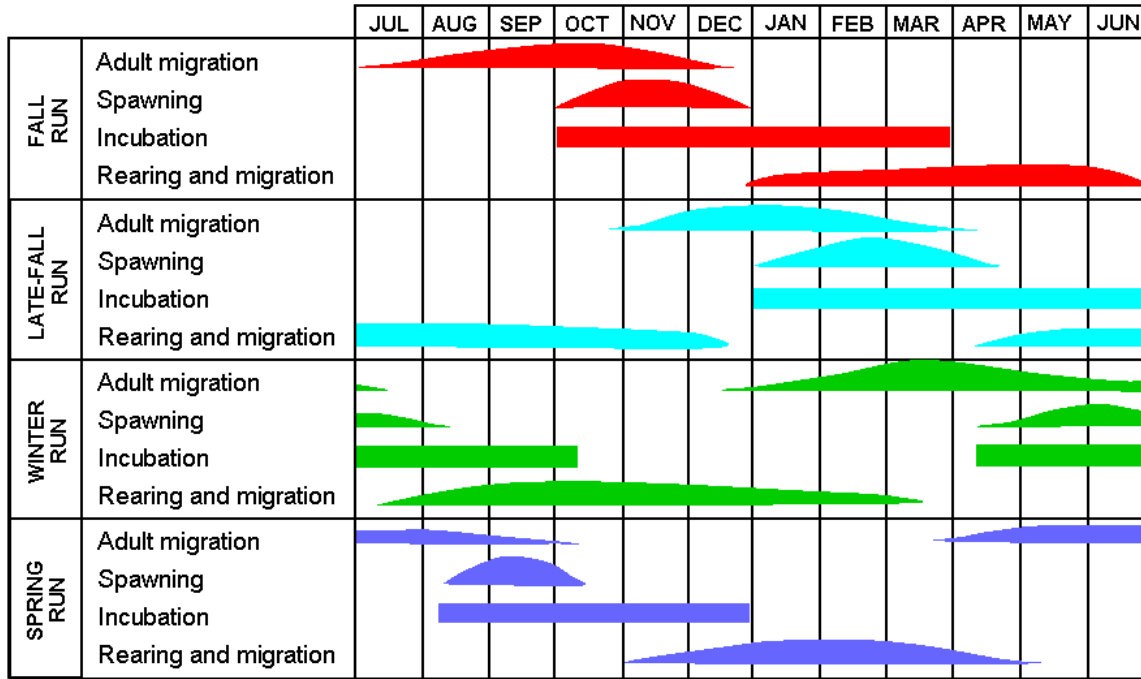 JUL AUG SEP OCT NOV DEC JAN FEB MAR APR MAY JUN
FALL
RUN
Adult migration
Spawning
Incubation
Rearing and migration
LATE-FALL
RUN
Adult migration
Spawning
Incubation
Rearing and migration
WINTER
RUN
Adult migration
Spawning
Incubation
Rearing and migration
SPRING
RUN
Adult migration
Spawning
Incubation
Rearing and migration